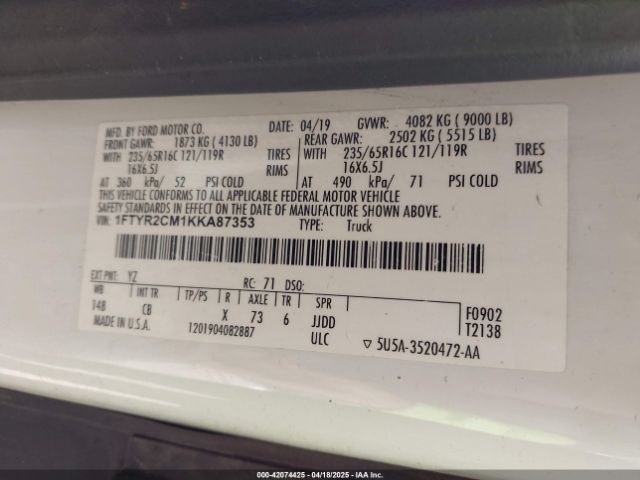 MFD. BY FORD MOTOR CO.
DATE: 04/19 GVWR: 4082 KG ( 9000 LB)
FRONT GAWR: 1873 KG ( 4130 LB)
REAR GAWR: 2502 KG ( 5515 LB)
WITH 235/65R16C 121/119R TIRES
WITH 235/65R16C 121/119R TIRES
16X6.5J RIMS
16X6.5J RIMS
AT 360 kPa/ 52 PSI COLD
AT 490 kPa/ 71 PSI COLD
THIS VEHICLE CONFORMS TO ALL APPLICABLE FEDERAL MOTOR VEHICLE
SAFETY STANDARDS IN EFFECT ON THE DATE OF MANUFACTURE SHOWN ABOVE.
VIN: 1FTYR2CM1KKA87353
TYPE: Truck
EXT PNT: YZ RC: 71 DSO:
WB INT TR TP/PS R AXLE TR SPR
148 CB X 73 6 JJDD
F0902
T2138
MADE IN U.S.A. 1201904082887 ULC
▽ 5U5A-3520472-AA
000-42074425 - 04/18/2025 - IAA Inc.